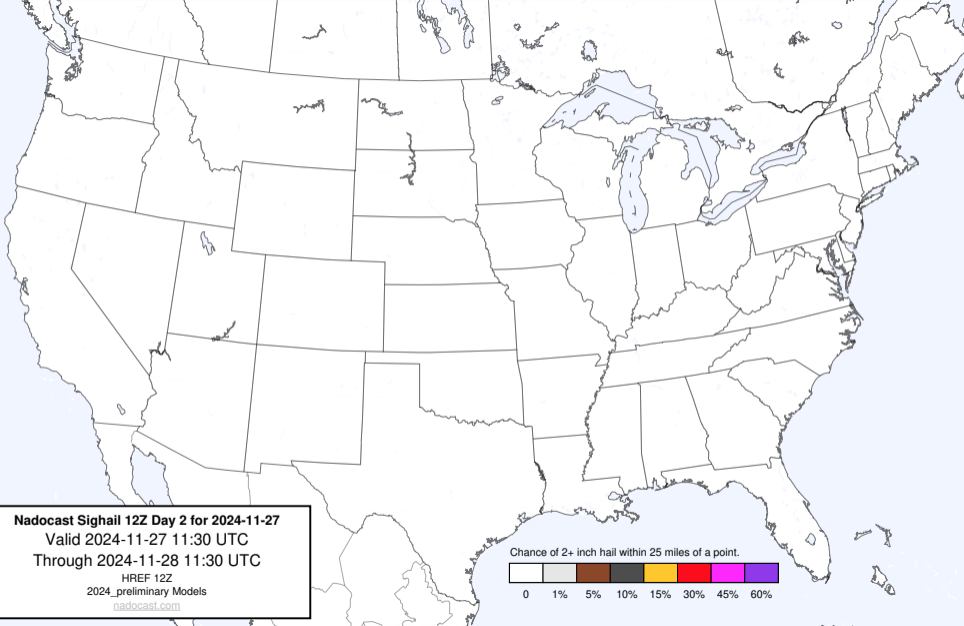 Nadocast Sighail 12Z Day 2 for 2024-11-27
Valid 2024-11-27 11:30 UTC
Through 2024-11-28 11:30 UTC
HREF 12Z
2024_preliminary Models
nadocast.com
Chance of 2+ inch hail within 25 miles of a point.
0 1% 5% 10% 15% 30% 45% 60%